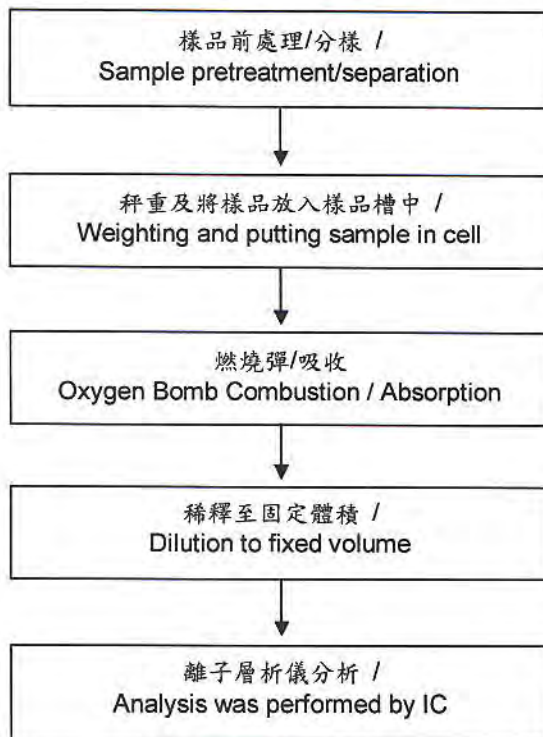 樣品前處理/分樣 /
Sample pretreatment/separation
秤重及將樣品放入樣品槽中 /
Weighting and putting sample in cell
燃燒彈/吸收
Oxygen Bomb Combustion / Absorption
稀釋至固定體積 /
Dilution to fixed volume
離子層析儀分析 /
Analysis was performed by IC